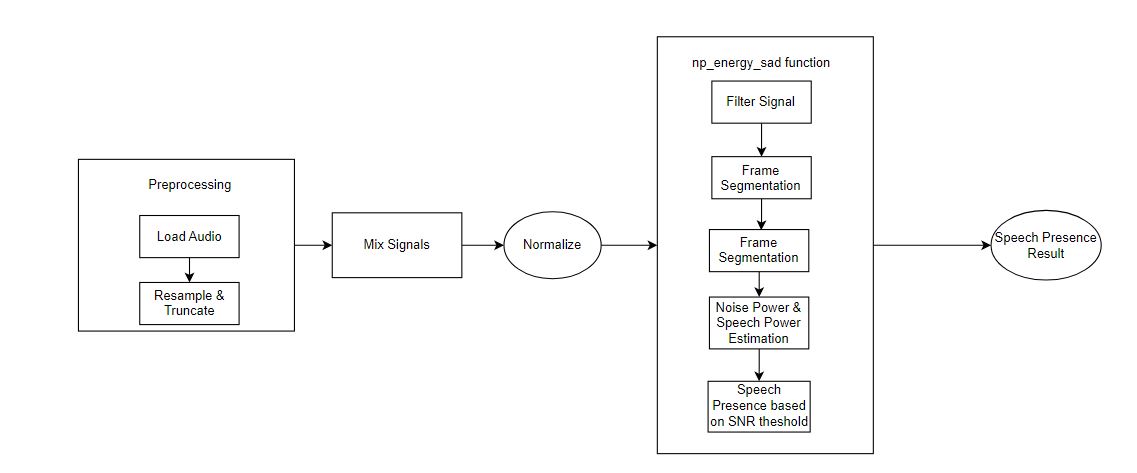 Preprocessing
Load Audio
Resample &
Truncate
Mix Signals
Normalize
np_energy_sad function
Filter Signal
Frame
Segmentation
Frame
Segmentation
Noise Power &
Speech Power
Estimation
Speech
Presence based
on SNR theshold
Speech Presence
Result